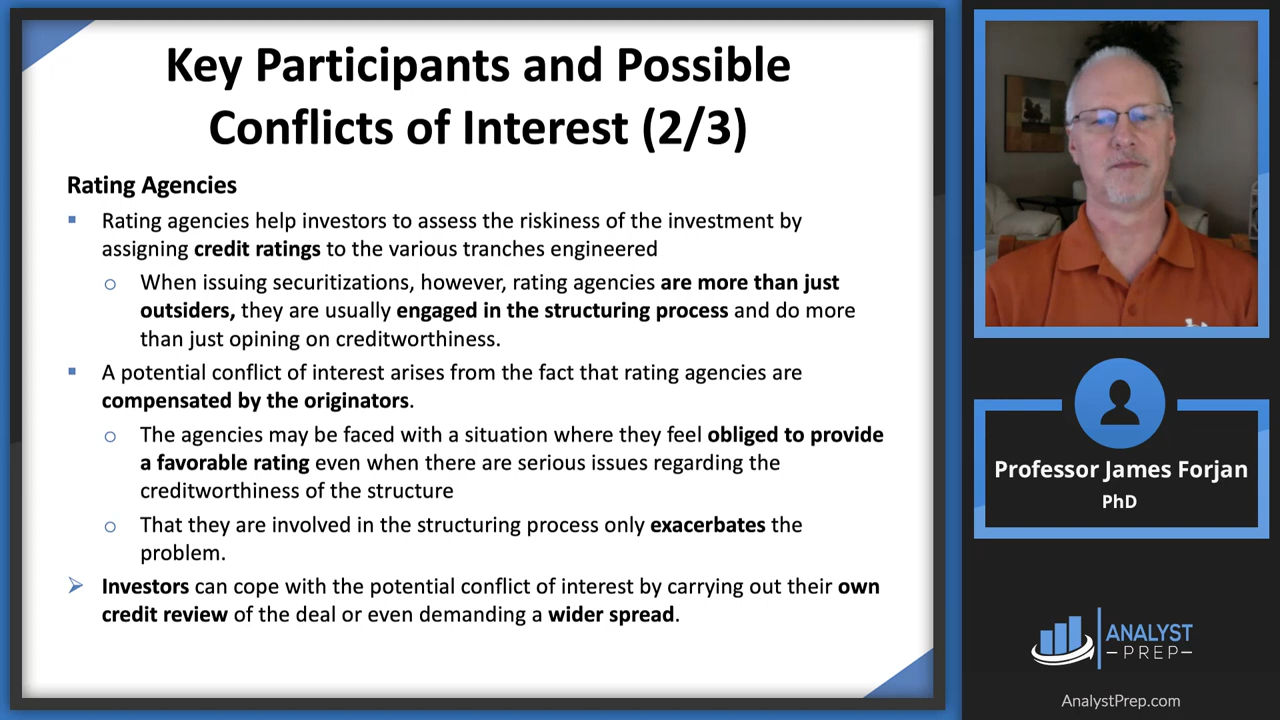 Key Participants and Possible
Conflicts of Interest (2/3)
Rating Agencies
▪ Rating agencies help investors to assess the riskiness of the investment by
assigning credit ratings to the various tranches engineered
o When issuing securitizations, however, rating agencies are more than just
outsiders, they are usually engaged in the structuring process and do more
than just opining on creditworthiness.
▪ A potential conflict of interest arises from the fact that rating agencies are
compensated by the originators.
o The agencies may be faced with a situation where they feel obliged to provide
a favorable rating even when there are serious issues regarding the
creditworthiness of the structure
o That they are involved in the structuring process only exacerbates the
problem.
➢ Investors can cope with the potential conflict of interest by carrying out their own
credit review of the deal or even demanding a wider spread.
Professor James Forjan
PhD
ANALYST
–PREP–
AnalystPrep.com